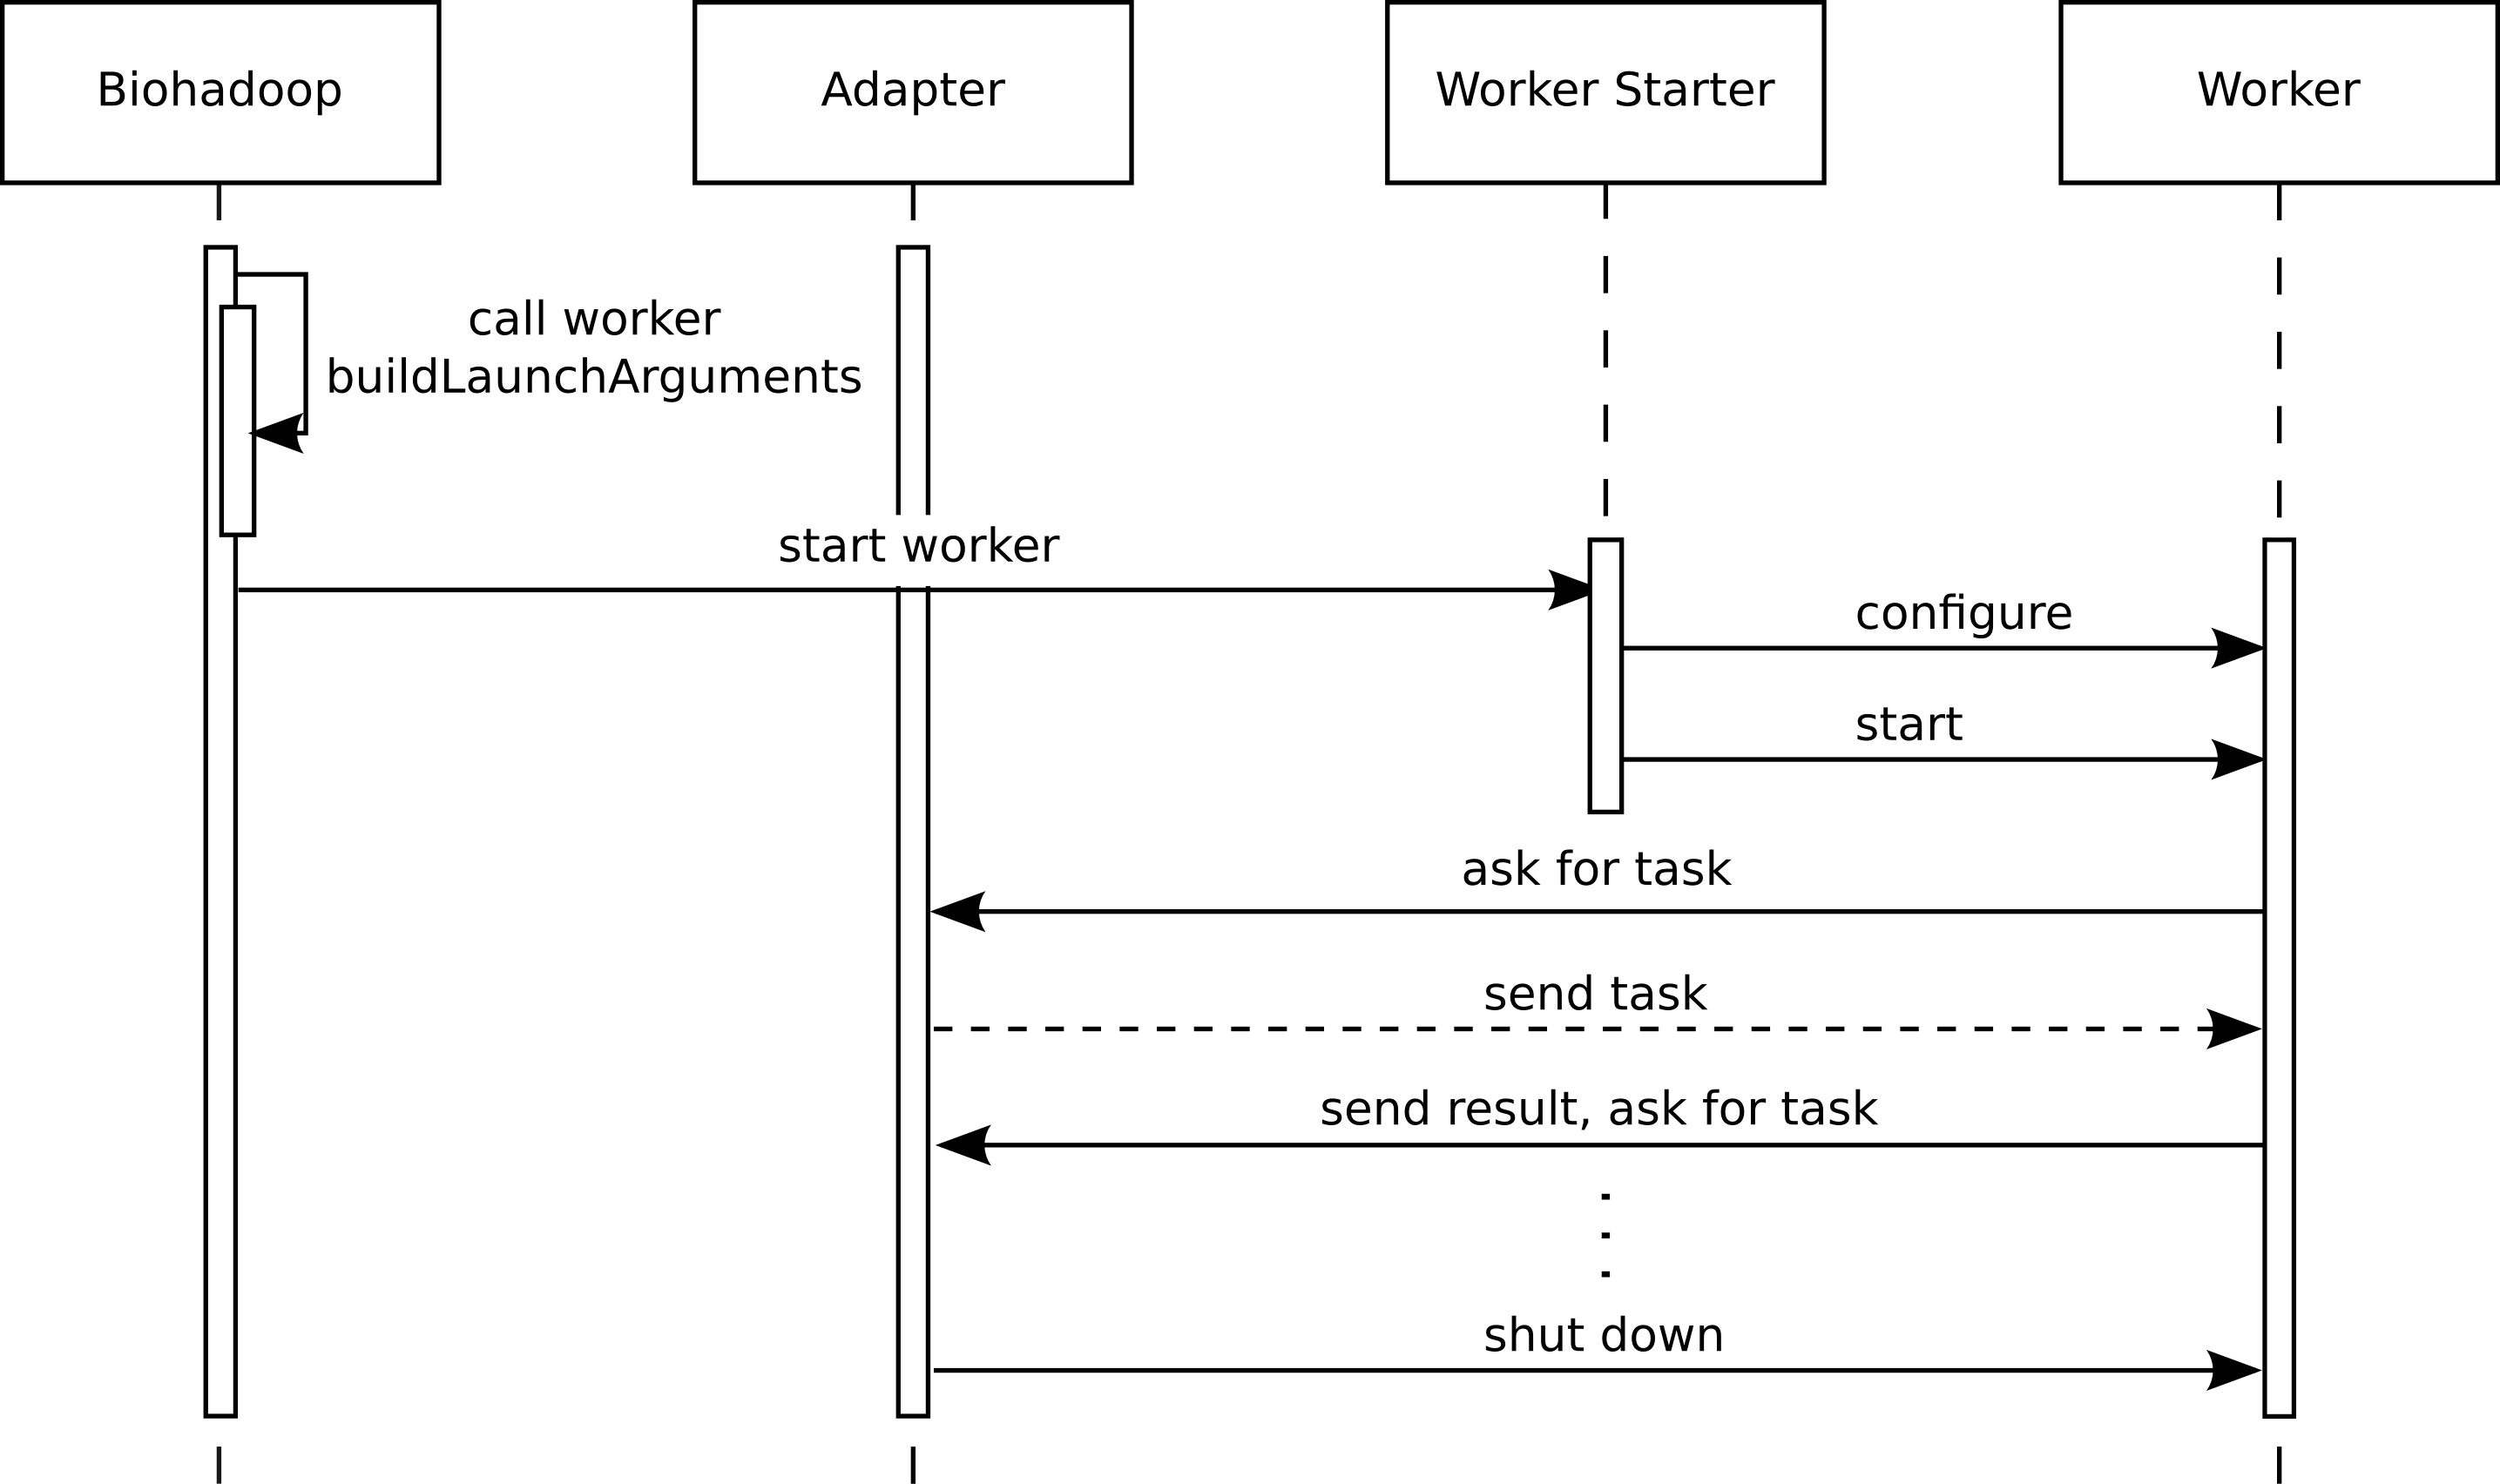 Biohadoop
Adapter
Worker Starter
Worker
call worker
buildLaunchArguments
start worker
configure
start
ask for task
send task
send result, ask for task
shut down